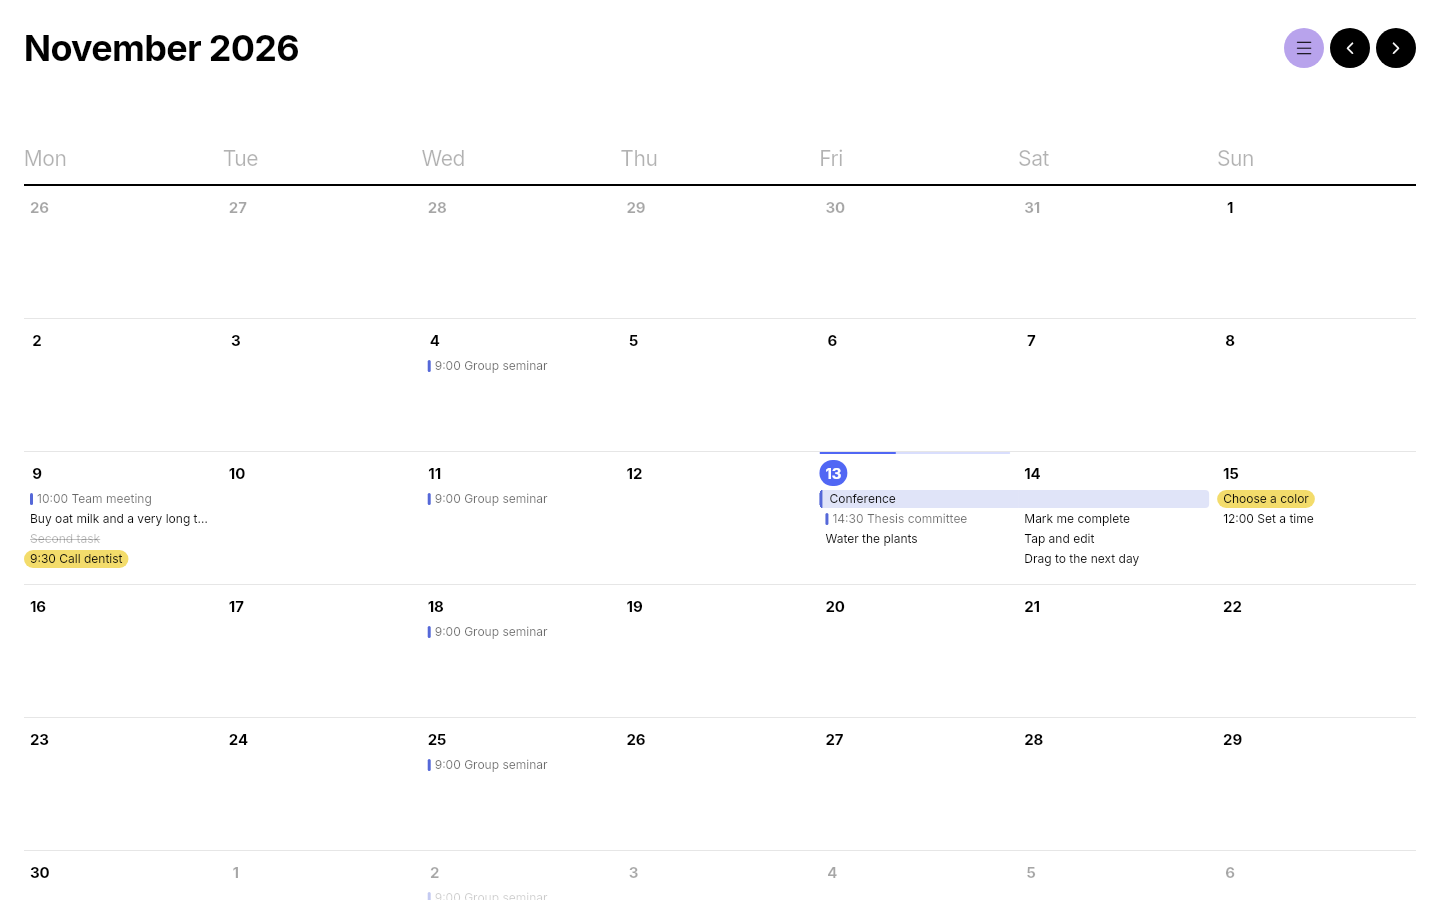 November 2026
Mon Tue Wed Thu Fri Sat Sun
26 27 28 29 30 31 1
2 3 4 5 6 7 8
9:00 Group seminar
9 10 11 12 13 14 15
10:00 Team meeting 9:00 Group seminar Conference Choose a color
Buy oat milk and a very long t... 14:30 Thesis committee Mark me complete 12:00 Set a time
Second task Water the plants Tap and edit
9:30 Call dentist Drag to the next day
16 17 18 19 20 21 22
9:00 Group seminar
23 24 25 26 27 28 29
9:00 Group seminar
30 1 2 3 4 5 6
9:00 Group seminar